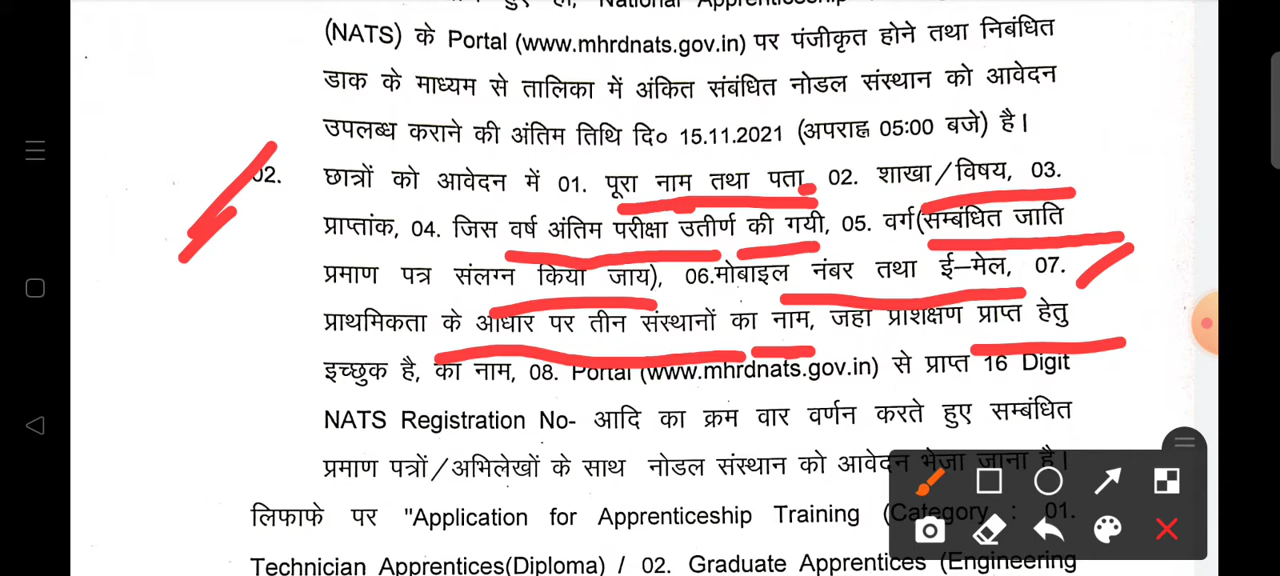 (NATS) के Portal (www.mhrdnats.gov.in) पर पंजीकृत होने तथा निबंधित
डाक के माध्यम से तालिका में अंकित संबंधित नोडल संस्थान को आवेदन
उपलब्ध कराने की अंतिम तिथि दि० 15.11.2021 (अपराह्न 05:00 बजे) है।
02. छात्रों को आवेदन में 01. पूरा नाम तथा पता 02. शाखा/विषय, 03.
प्राप्तांक, 04. जिस वर्ष अंतिम परीक्षा उतीर्ण की गयी, 05. वर्ग(सम्बंधित जाति
प्रमाण पत्र संलग्न किया जाय), 06.मोबाइल नंबर तथा ई–मेल, 07.
प्राथमिकता के आधार पर तीन संस्थानों का नाम, जहां प्रशिक्षण प्राप्त हेतु
इच्छुक है, का नाम, 08. Portal (www.mhrdnats.gov.in) से प्राप्त 16 Digit
NATS Registration No- आदि का क्रम वार वर्णन करते हुए सम्बंधित
प्रमाण पत्रों/अभिलेखों के साथ नोडल संस्थान को आवेदन भेजा जाना है।
लिफाफे पर "Application for Apprenticeship Training (Category : 01.
Technician Apprentices(Diploma) / 02. Graduate Apprentices (Engineering